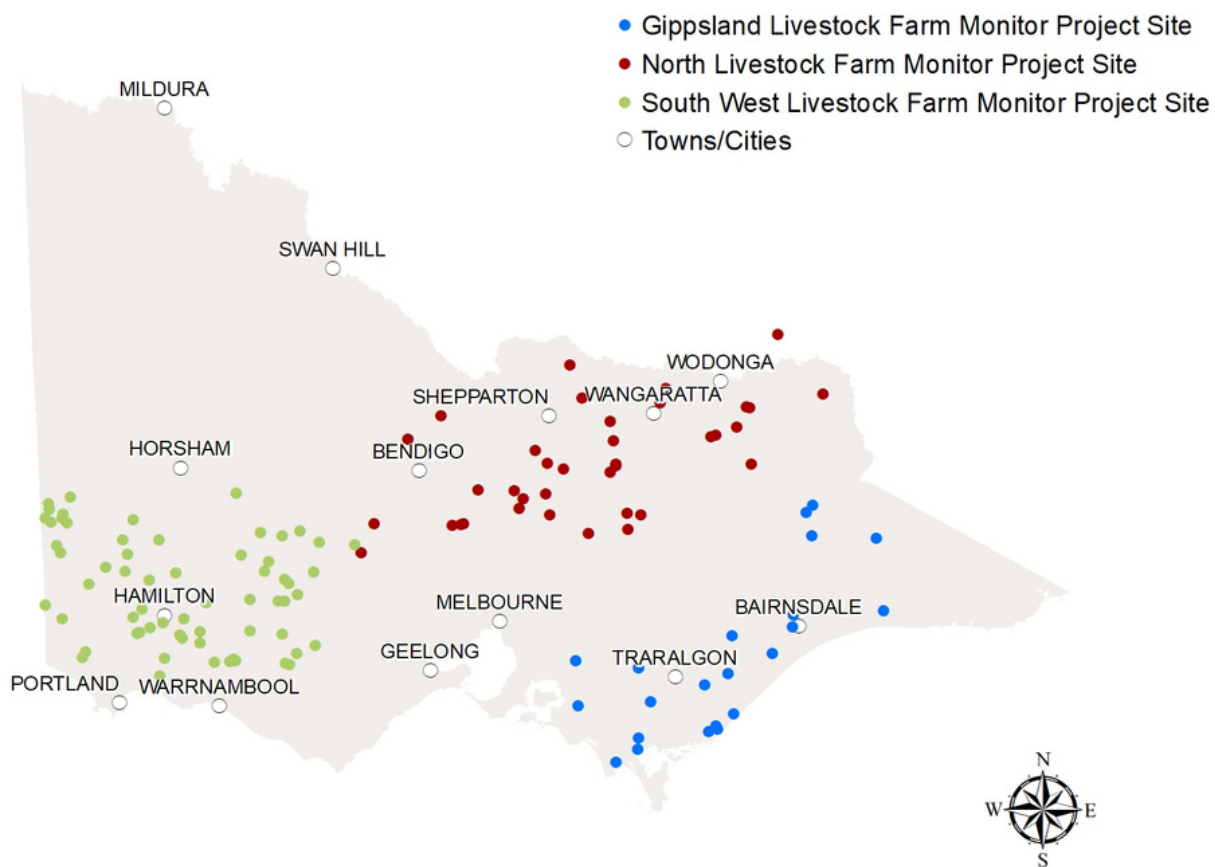 Gippsland Livestock Farm Monitor Project Site
North Livestock Farm Monitor Project Site
South West Livestock Farm Monitor Project Site
Towns/Cities
MILDURA
SWAN HILL
WODONGA
SHEPPARTON
WANGARATTA
HORSHAM
BENDIGO
HAMILTON
MELBOURNE
BAIRNSDALE
GEELONG
TRARALGON
PORTLAND
WARRNAMBOOL
N
W
E
S